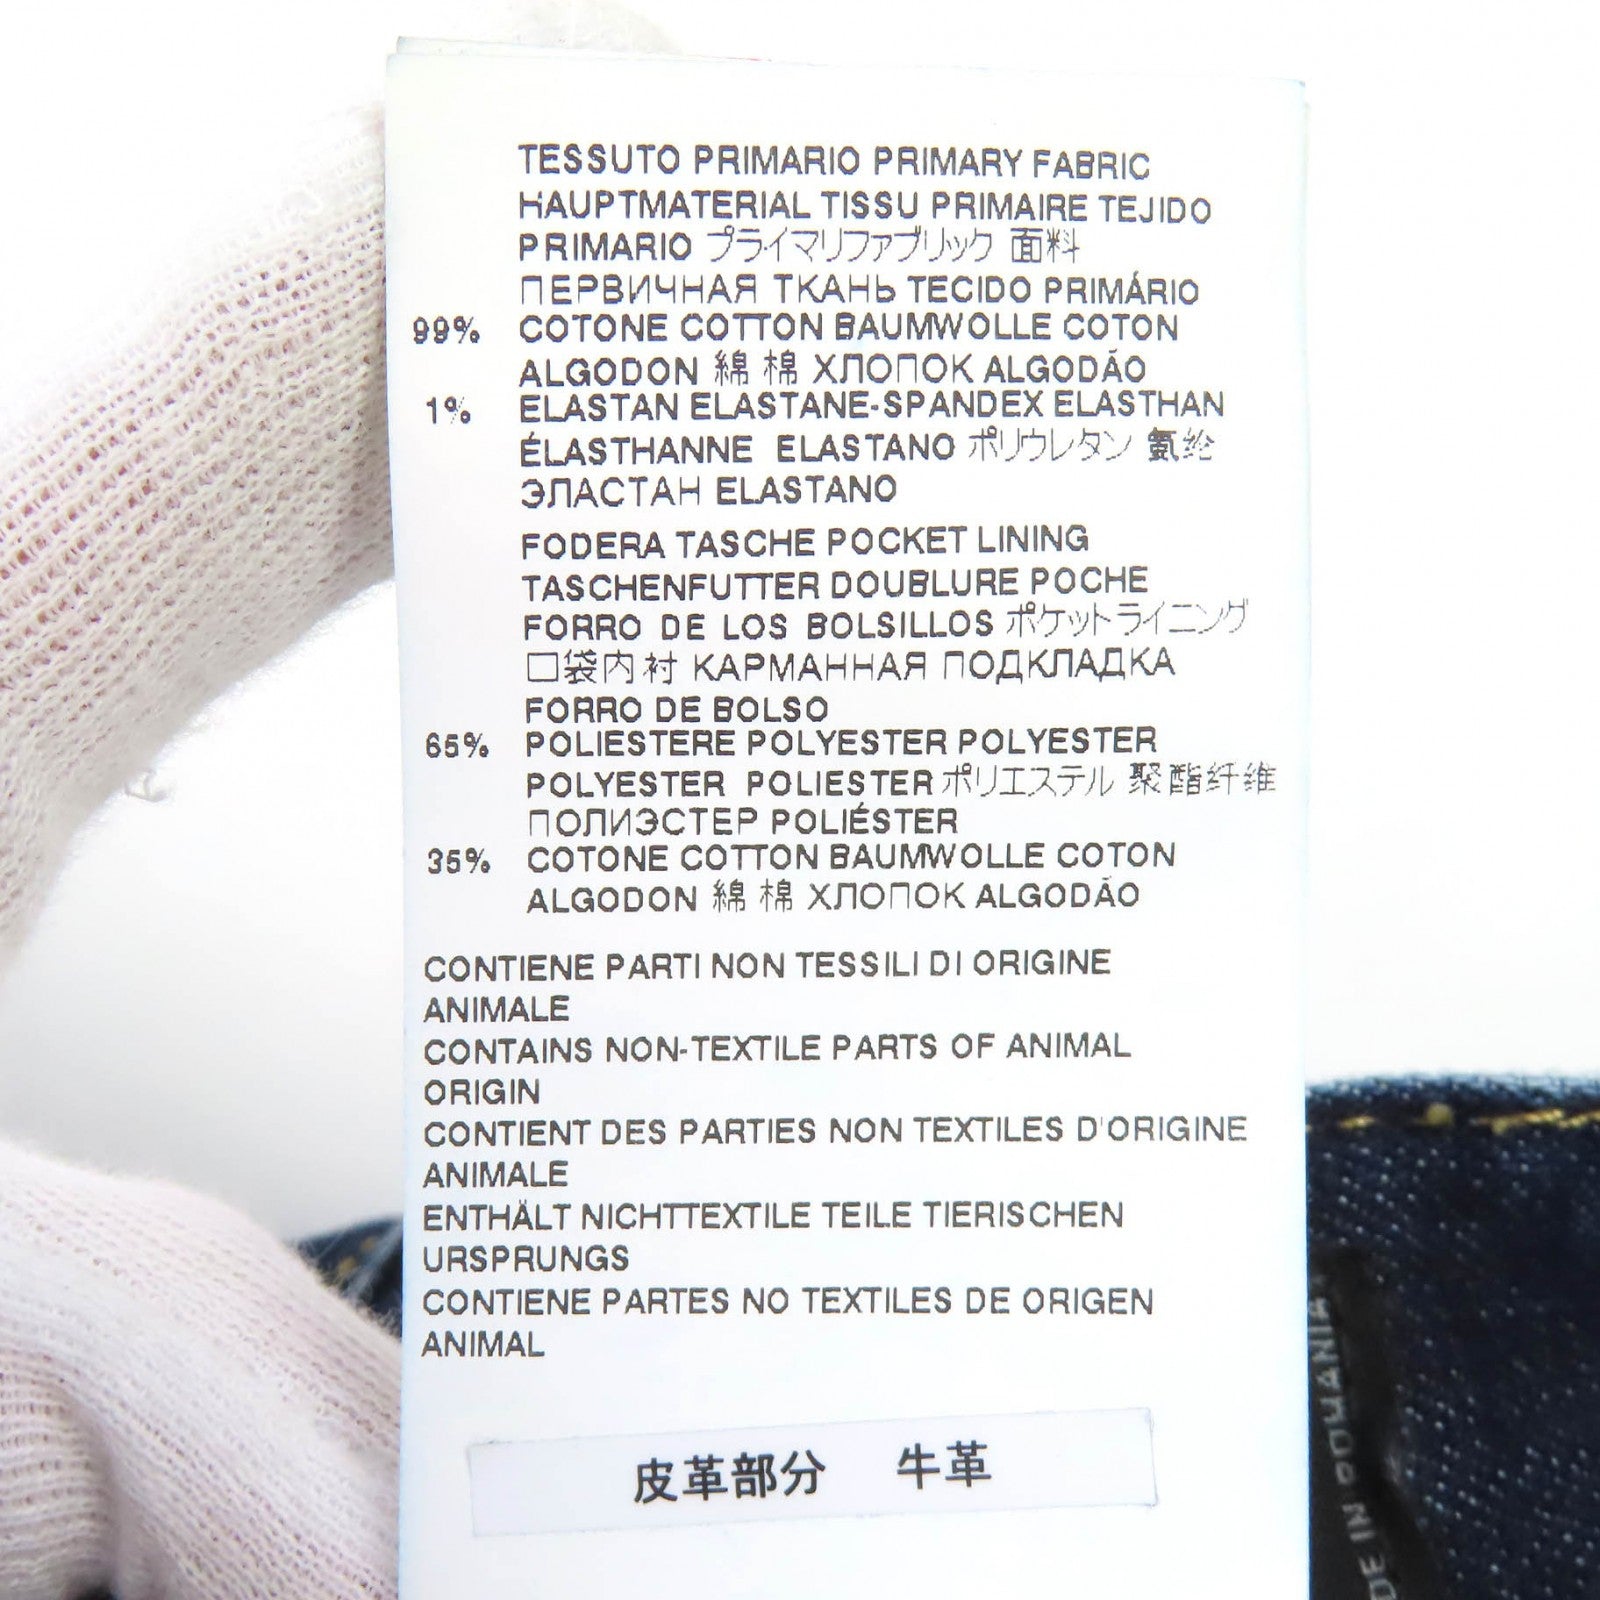 TESSUTO PRIMARIO PRIMARY FABRIC
HAUPTMATERIAL TISSU PRIMAIRE TEJIDO
PRIMARIO プライマリファブリック 面料
ПЕРВИЧНАЯ ТКАНЬ TECIDO PRIMÁRIO
99% COTONE COTTON BAUMWOLLE COTON
ALGODON 綿 棉 ХЛОПОК ALGODÃO
1% ELASTAN ELASTANE-SPANDEX ELASTHAN
ÉLASTHANNE ELASTANO ポリウレタン 氨纶
ЭЛАСТАН ELASTANO
FODERA TASCHE POCKET LINING
TASCHENFUTTER DOUBLURE POCHE
FORRO DE LOS BOLSILLOS ポケットライニング
口袋内衬 КАРМАННАЯ ПОДКЛАДКА
FORRO DE BOLSO
65% POLIESTERE POLYESTER POLYESTER
POLYESTER POLIESTER ポリエステル 聚酯纤维
ПОЛИЭСТЕР POLIÉSTER
35% COTONE COTTON BAUMWOLLE COTON
ALGODON 綿 棉 ХЛОПОК ALGODÃO
CONTIENE PARTI NON TESSILI DI ORIGINE
ANIMALE
CONTAINS NON-TEXTILE PARTS OF ANIMAL
ORIGIN
CONTIENT DES PARTIES NON TEXTILES D'ORIGINE
ANIMALE
ENTHÄLT NICHTTEXTILE TEILE TIERISCHEN
URSPRUNGS
CONTIENE PARTES NO TEXTILES DE ORIGEN
ANIMAL
皮革部分 牛革
DE IN ROMANIA